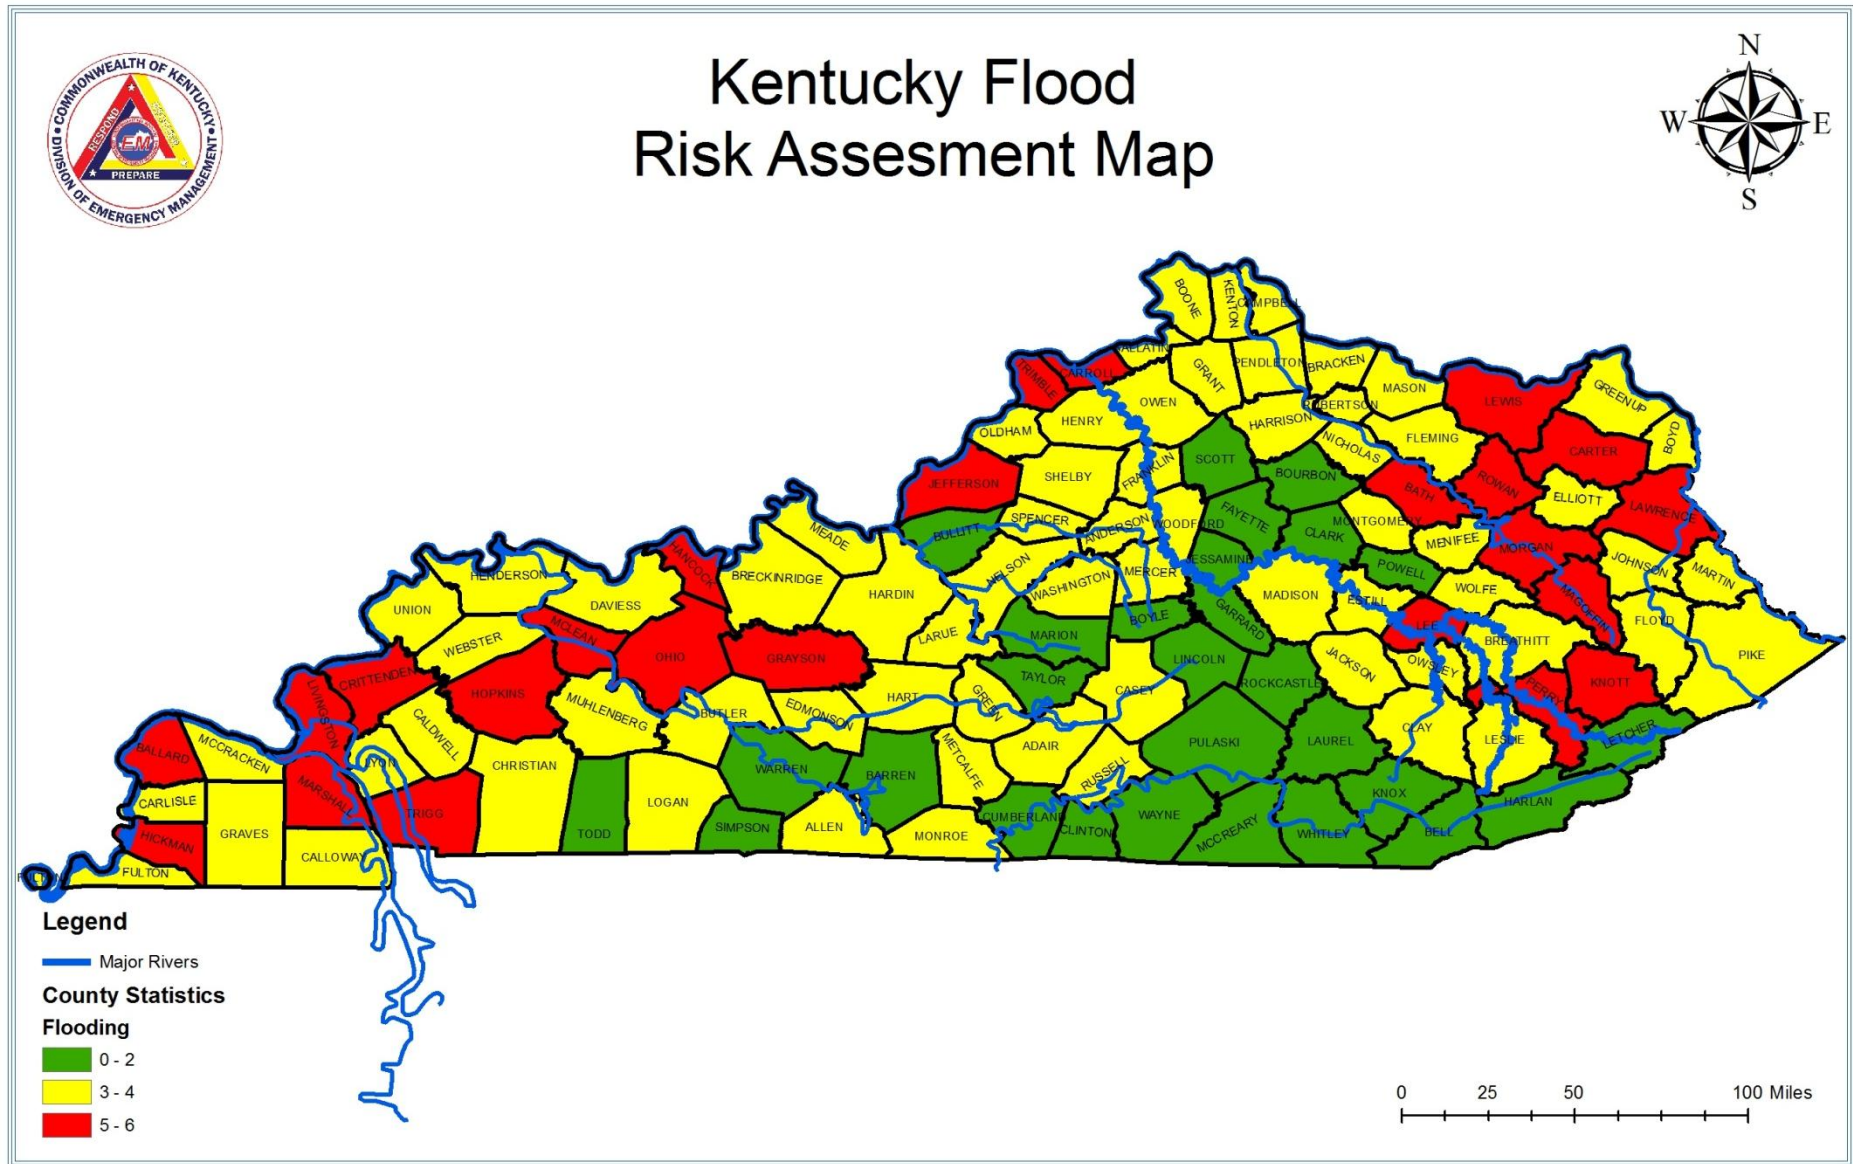 Kentucky Flood
Risk Assesment Map
COMMONWEALTH OF KENTUCKY
DIVISION OF EMERGENCY MANAGEMENT
RESPOND
EM
PREPARE
N
W
E
S
BOONE
KENTON
CAMPBELL
TRIMBLE
CARROLL
GRANT
PENDLETON
BRACKEN
MASON
LEWIS
GREENUP
BOYD
OLDHAM
HENRY
OWEN
HARRISON
ROBERTSON
NICHOLAS
FLEMING
CARTER
JEFFERSON
SHELBY
FRANKLIN
SCOTT
BOURBON
BATH
ROWAN
ELLIOTT
LAWRENCE
BULLITT
SPENCER
ANDERSON
WOODFORD
FAYETTE
CLARK
MONTGOMERY
MENIFEE
MORGAN
JOHNSON
MARTIN
MEADE
HANCOCK
BRECKINRIDGE
HARDIN
NELSON
WASHINGTON
MERCER
JESSAMINE
MADISON
ESTILL
POWELL
WOLFE
MAGOFFIN
FLOYD
PIKE
UNION
HENDERSON
DAVIESS
WEBSTER
MCLEAN
OHIO
GRAYSON
LARUE
MARION
BOYLE
GARRARD
LEE
BREATHITT
CRITTENDEN
LIVINGSTON
HOPKINS
MUHLENBERG
BUTLER
EDMONSON
HART
GREEN
TAYLOR
CASEY
LINCOLN
ROCKCASTLE
JACKSON
OWSLEY
PERRY
KNOTT
LETCHER
BALLARD
MCCRACKEN
LYON
CALDWELL
CHRISTIAN
WARREN
BARREN
METCALFE
ADAIR
RUSSELL
PULASKI
LAUREL
CLAY
LESLIE
CARLISLE
GRAVES
MARSHALL
TRIGG
TODD
LOGAN
SIMPSON
ALLEN
MONROE
CUMBERLAND
CLINTON
WAYNE
MCCREARY
WHITLEY
KNOX
BELL
HARLAN
HICKMAN
FULTON
CALLOWAY
Legend
Major Rivers
County Statistics
Flooding
0 - 2
3 - 4
5 - 6
0 25 50 100 Miles